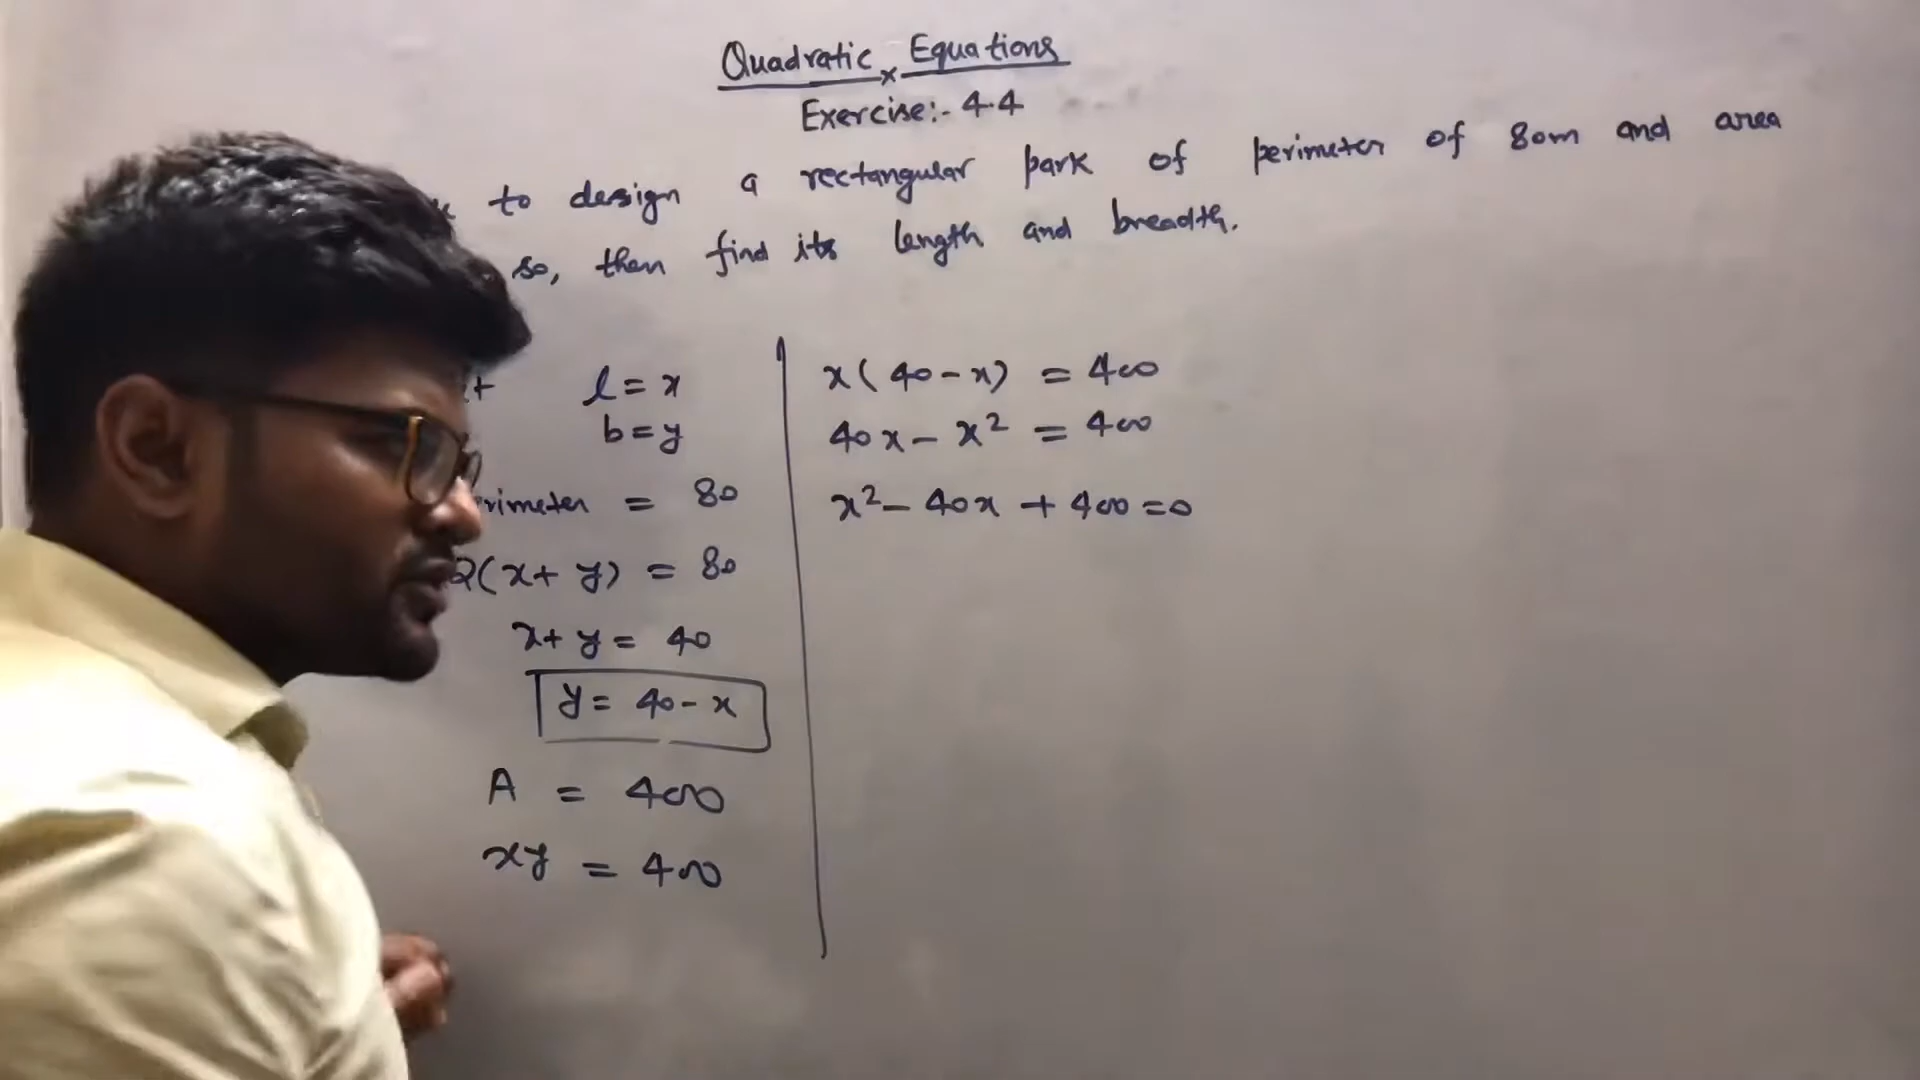 Quadratic Equations
Exercise:- 4.4
to design a rectangular park of perimeter of 80m and area
so, then find its length and breadth.
l = x
b = y
rimeter = 80
2(x + y) = 80
x + y = 40
y = 40 - x
A = 400
xy = 400
x(40 - x) = 400
40x - x² = 400
x² - 40x + 400 = 0